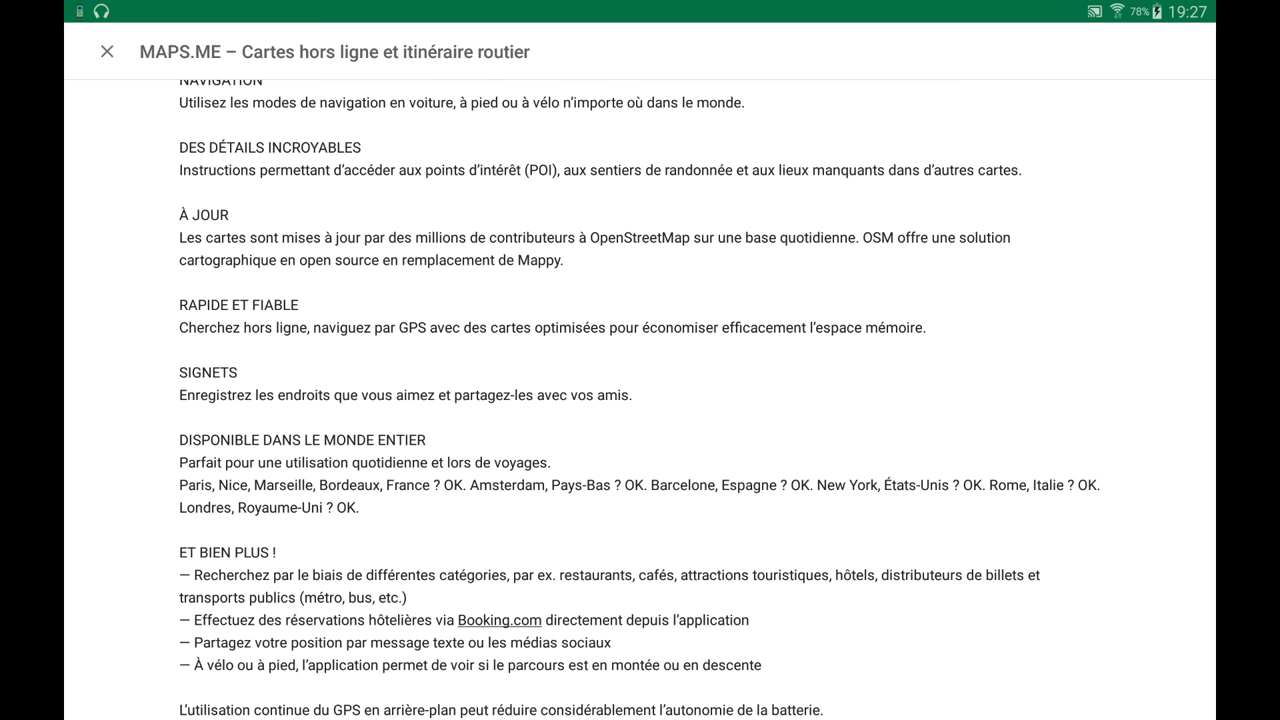 78% 19:27
MAPS.ME – Cartes hors ligne et itinéraire routier
NAVIGATION
Utilisez les modes de navigation en voiture, à pied ou à vélo n’importe où dans le monde.
DES DÉTAILS INCROYABLES
Instructions permettant d’accéder aux points d’intérêt (POI), aux sentiers de randonnée et aux lieux manquants dans d’autres cartes.
À JOUR
Les cartes sont mises à jour par des millions de contributeurs à OpenStreetMap sur une base quotidienne. OSM offre une solution
cartographique en open source en remplacement de Mappy.
RAPIDE ET FIABLE
Cherchez hors ligne, naviguez par GPS avec des cartes optimisées pour économiser efficacement l’espace mémoire.
SIGNETS
Enregistrez les endroits que vous aimez et partagez-les avec vos amis.
DISPONIBLE DANS LE MONDE ENTIER
Parfait pour une utilisation quotidienne et lors de voyages.
Paris, Nice, Marseille, Bordeaux, France ? OK. Amsterdam, Pays-Bas ? OK. Barcelone, Espagne ? OK. New York, États-Unis ? OK. Rome, Italie ? OK.
Londres, Royaume-Uni ? OK.
ET BIEN PLUS !
— Recherchez par le biais de différentes catégories, par ex. restaurants, cafés, attractions touristiques, hôtels, distributeurs de billets et
transports publics (métro, bus, etc.)
— Effectuez des réservations hôtelières via Booking.com directement depuis l’application
— Partagez votre position par message texte ou les médias sociaux
— À vélo ou à pied, l’application permet de voir si le parcours est en montée ou en descente
L’utilisation continue du GPS en arrière-plan peut réduire considérablement l’autonomie de la batterie.